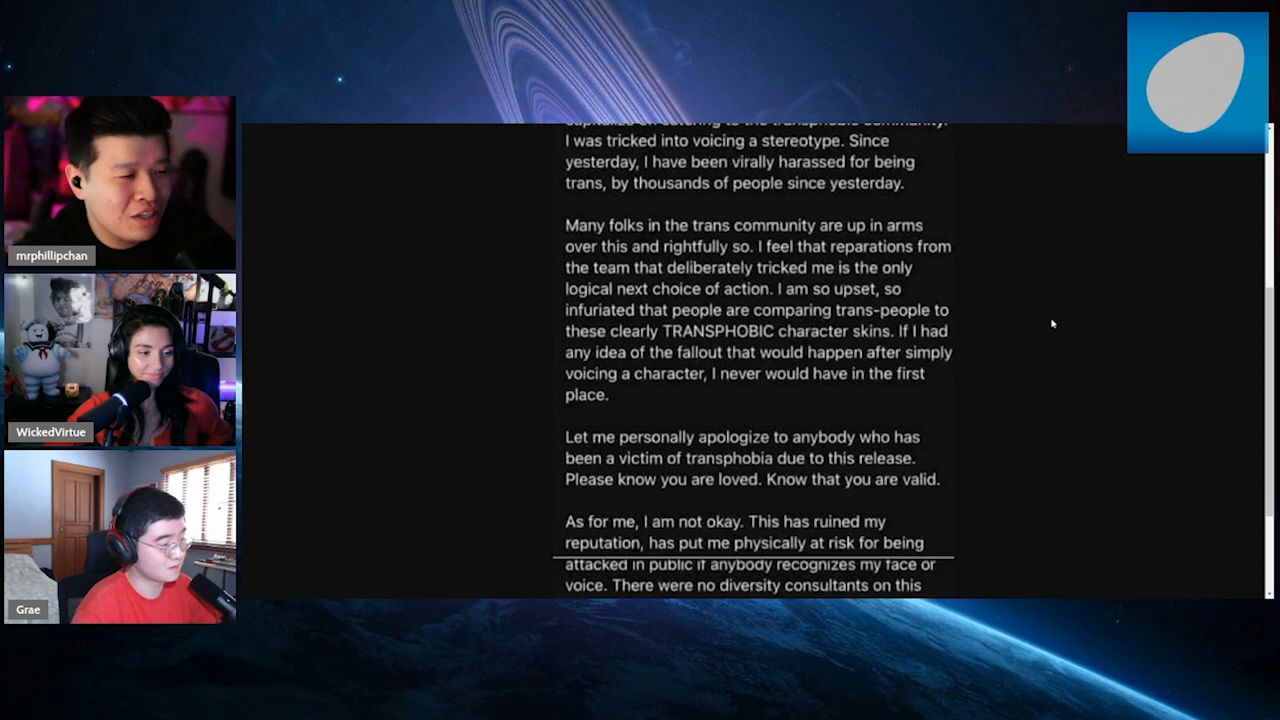 I was tricked into voicing a stereotype. Since
yesterday, I have been virally harassed for being
trans, by thousands of people since yesterday.
Many folks in the trans community are up in arms
over this and rightfully so. I feel that reparations from
the team that deliberately tricked me is the only
logical next choice of action. I am so upset, so
infuriated that people are comparing trans-people to
these clearly TRANSPHOBIC character skins. If I had
any idea of the fallout that would happen after simply
voicing a character, I never would have in the first
place.
Let me personally apologize to anybody who has
been a victim of transphobia due to this release.
Please know you are loved. Know that you are valid.
As for me, I am not okay. This has ruined my
reputation, has put me physically at risk for being
attacked in public if anybody recognizes my face or
voice. There were no diversity consultants on this
mrphillipchan
WickedVirtue
Grae